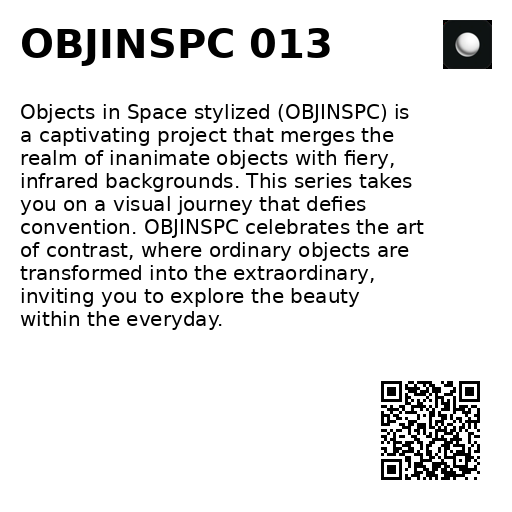 OBJINSPC 013
Objects in Space stylized (OBJINSPC) is
a captivating project that merges the
realm of inanimate objects with fiery,
infrared backgrounds. This series takes
you on a visual journey that defies
convention. OBJINSPC celebrates the art
of contrast, where ordinary objects are
transformed into the extraordinary,
inviting you to explore the beauty
within the everyday.